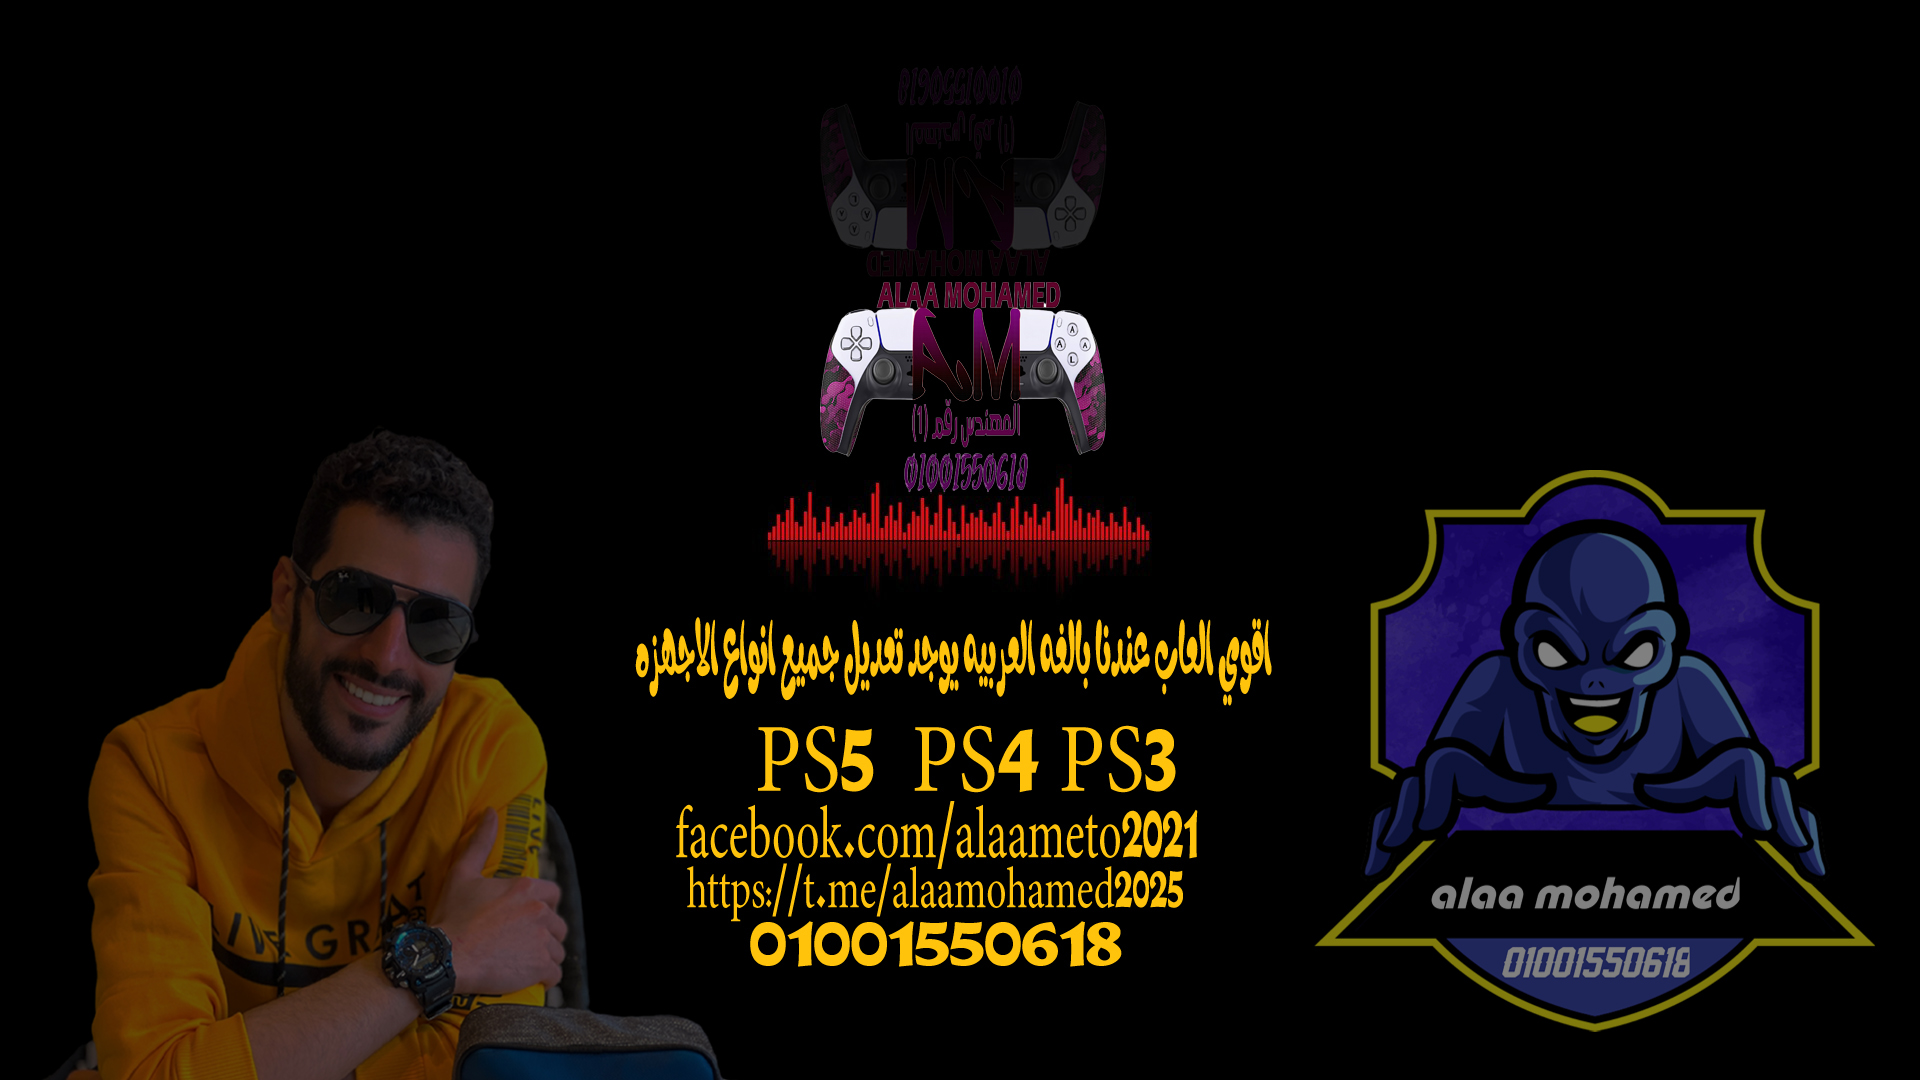 01001550618
المهندس رقم (1)
A.M
ALAA MOHAMED
ALAA MOHAMED
A.M
المهندس رقم (1)
01001550618
اقوي العاب عندنا بالغه العربيه يوجد تعديل جميع انواع الاجهزه
PS5 PS4 PS3
facebook.com/alaameto2021
https://t.me/alaamohamed2025
01001550618
alaa mohamed
01001550618